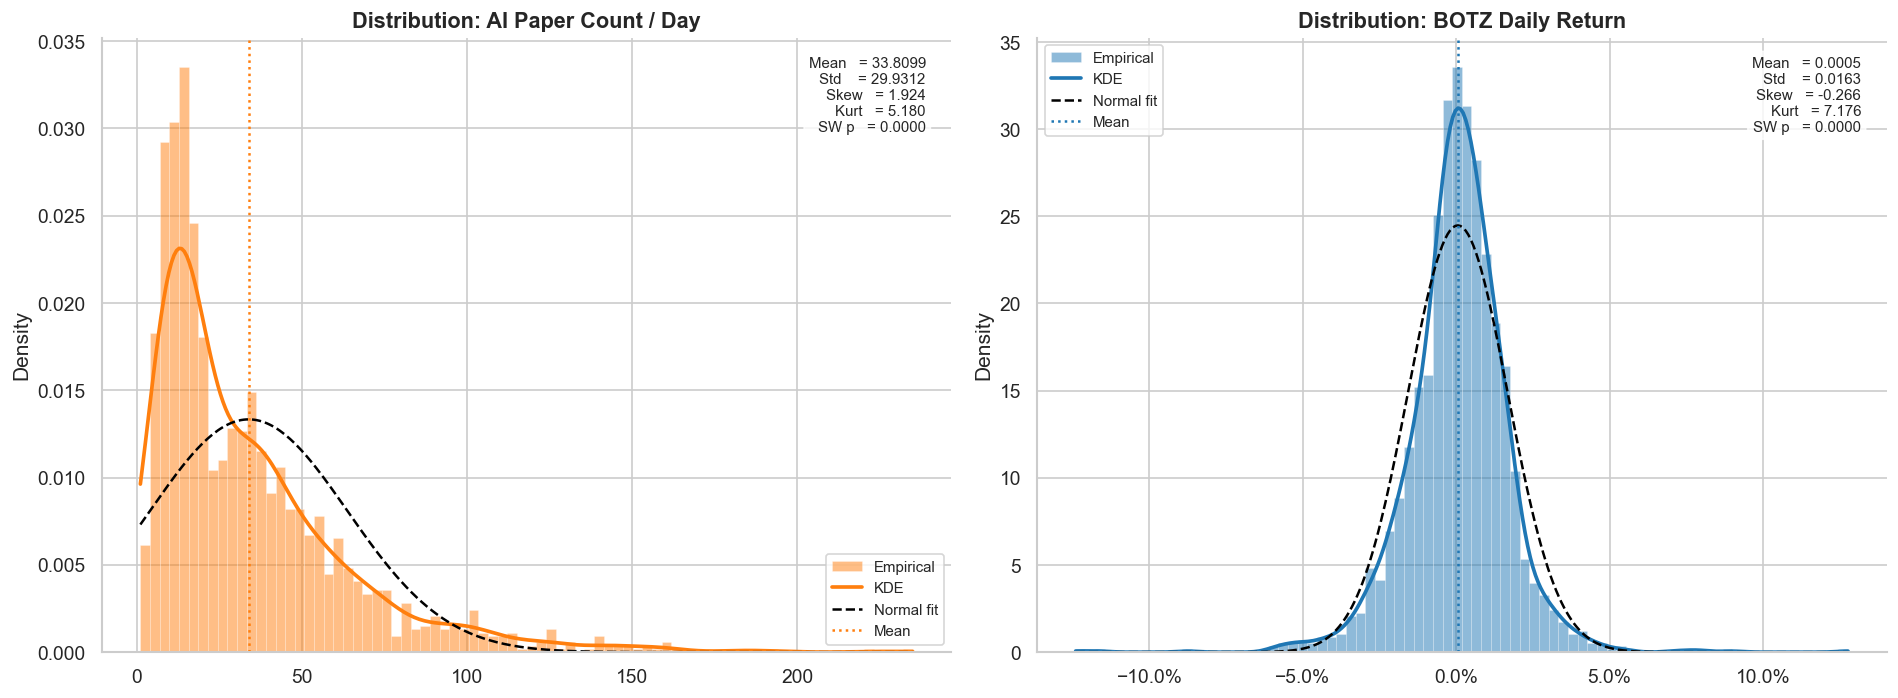 Distribution: AI Paper Count / Day
Density
0.035
0.030
0.025
0.020
0.015
0.010
0.005
0.000
0
50
100
150
200
Mean = 33.8099
Std = 29.9312
Skew = 1.924
Kurt = 5.180
SW p = 0.0000
Empirical
KDE
Normal fit
Mean
Distribution: BOTZ Daily Return
Density
35
30
25
20
15
10
5
0
−10.0%
−5.0%
0.0%
5.0%
10.0%
Empirical
KDE
Normal fit
Mean
Mean = 0.0005
Std = 0.0163
Skew = -0.266
Kurt = 7.176
SW p = 0.0000